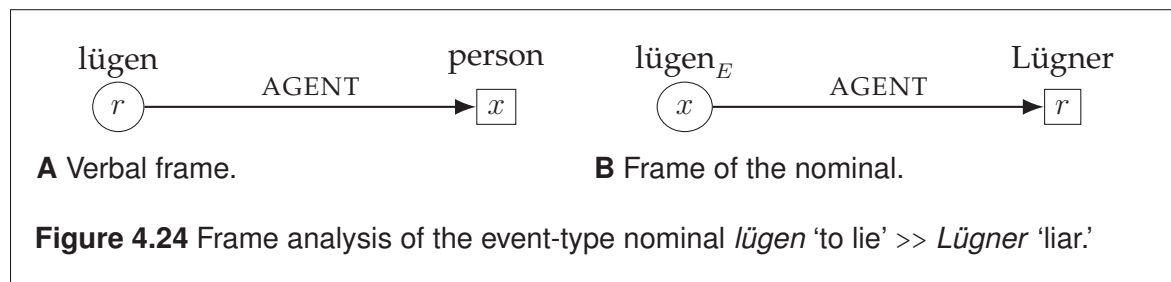 lügen person lügen_E Lügner
AGENT AGENT
r x x r
A Verbal frame. B Frame of the nominal.
Figure 4.24 Frame analysis of the event-type nominal lügen ‘to lie’ >> Lügner ‘liar.’